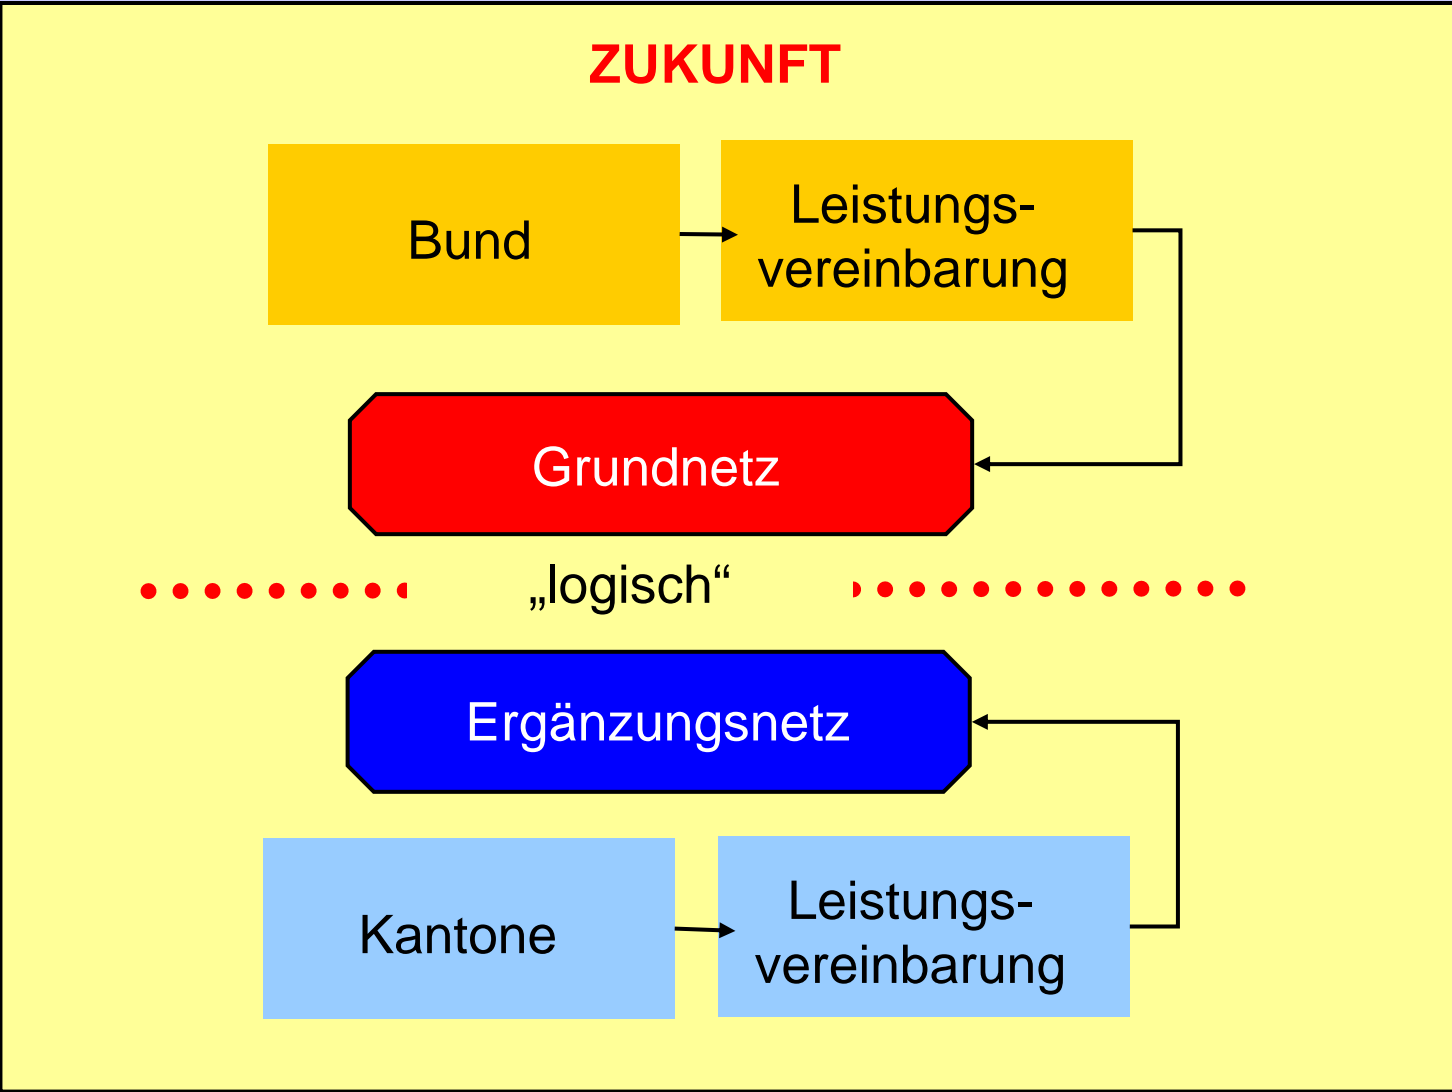 ZUKUNFT
Bund
Leistungs-
vereinbarung
Grundnetz
„logisch“
Ergänzungsnetz
Kantone
Leistungs-
vereinbarung